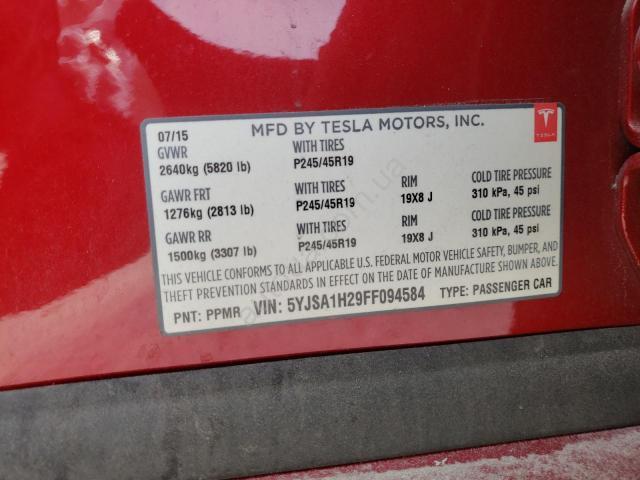 07/15 MFD BY TESLA MOTORS, INC.
GVWR WITH TIRES
2640kg (5820 lb) P245/45R19
TESLA
GAWR FRT WITH TIRES RIM COLD TIRE PRESSURE
1276kg (2813 lb) P245/45R19 19X8 J 310 kPa, 45 psi
GAWR RR WITH TIRES RIM COLD TIRE PRESSURE
1500kg (3307 lb) P245/45R19 19X8 J 310 kPa, 45 psi
THIS VEHICLE CONFORMS TO ALL APPLICABLE U.S. FEDERAL MOTOR VEHICLE SAFETY, BUMPER, AND
THEFT PREVENTION STANDARDS IN EFFECT ON THE DATE OF MANUFACTURE SHOWN ABOVE.
PNT: PPMR VIN: 5YJSA1H29FF094584 TYPE: PASSENGER CAR